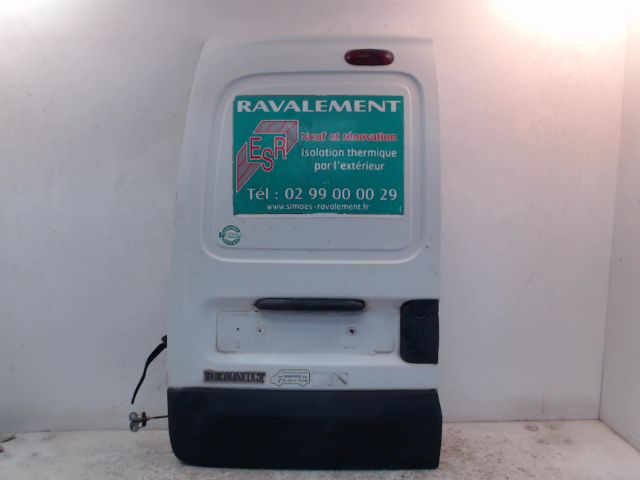 RAVALEMENT
ESR
Neuf et rénovation
Isolation thermique
par l'extérieur
Tél : 02 99 00 00 29
www.simoes-ravalement.fr
RENAULT